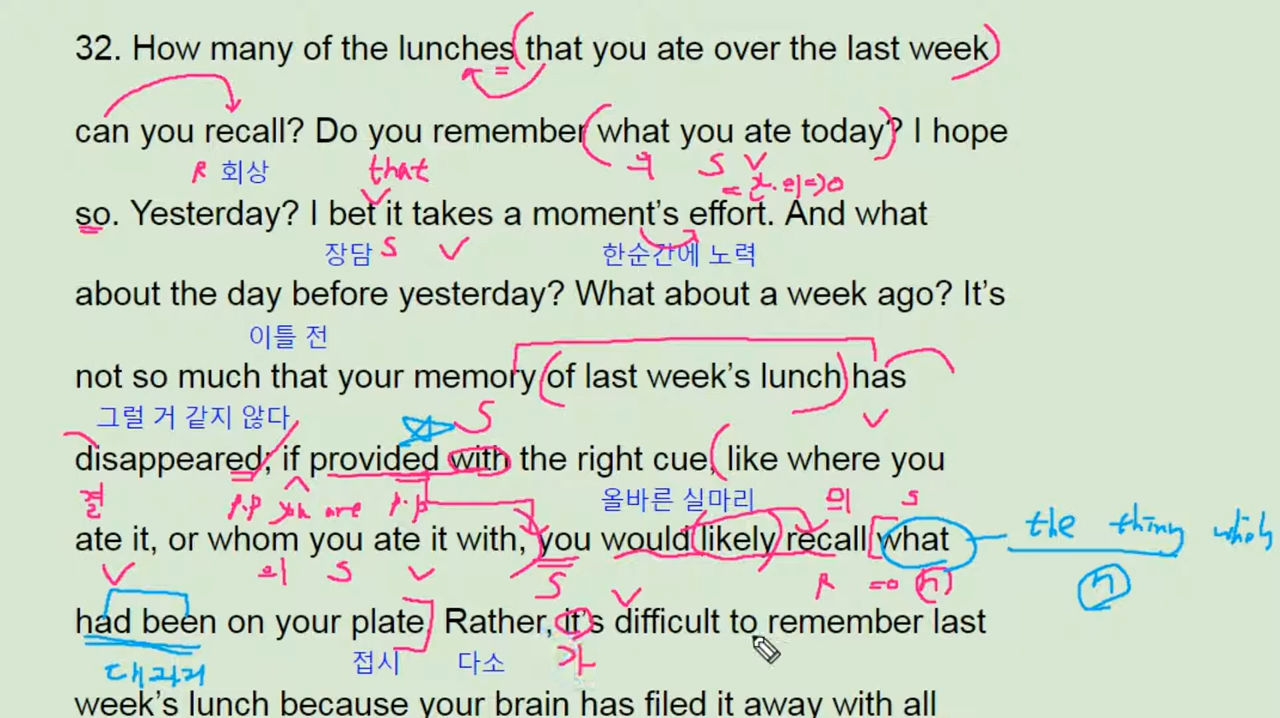 32. How many of the lunches(that you ate over the last week)
=
can you recall? Do you remember(what you ate today)? I hope
R 회상 that 의 S V
= 간.의=>O
so. Yesterday? I bet it takes a moment's effort. And what
장담 S V 한순간에 노력
about the day before yesterday? What about a week ago? It's
이틀 전
not so much that your memory (of last week's lunch) has
그럴 거 같지 않다 S V
disappeared; if provided with the right cue, (like where you
결 p.p you are p.p 올바른 실마리 의 S
ate it, or whom you ate it with, you would likely recall [what the thing which
V 의 S V S V R =o n n
had been on your plate] Rather, it's difficult to remember last
대과거 접시 다소 가
week's lunch because your brain has filed it away with all